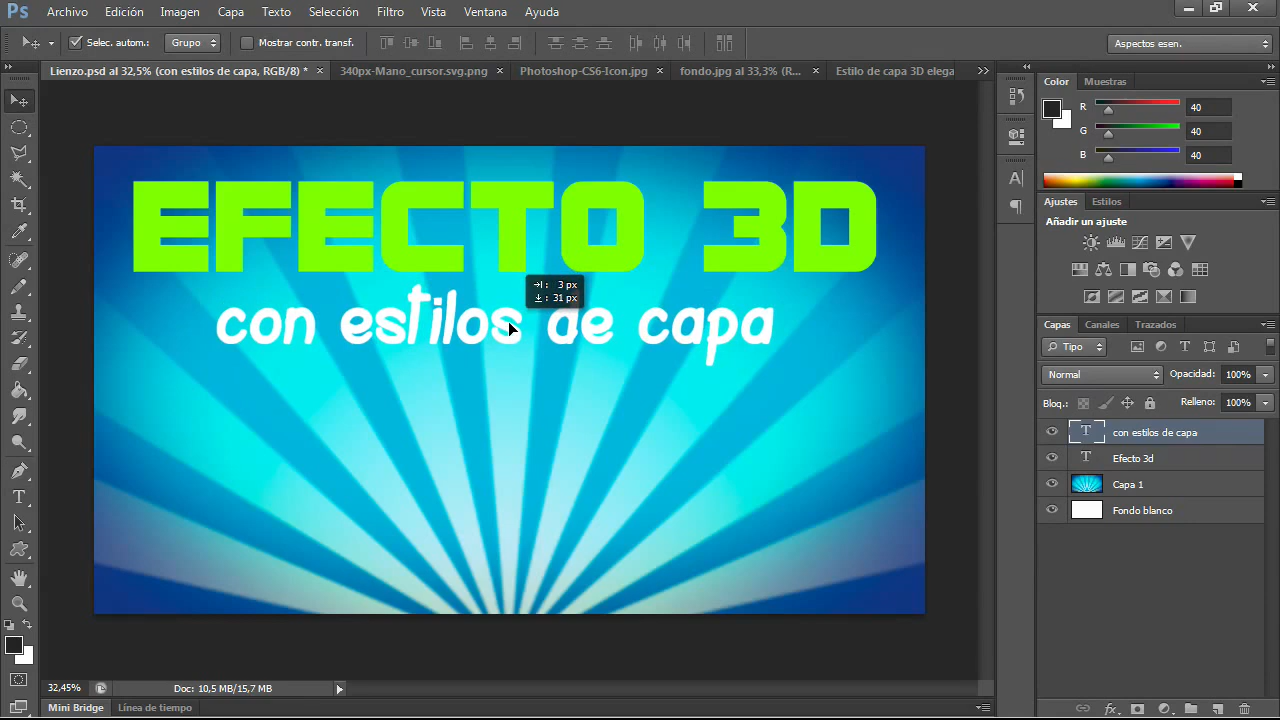 Ps Archivo Edición Imagen Capa Texto Selección Filtro Vista Ventana Ayuda
Selec. autom.: Grupo Mostrar contr. transf. Aspectos esen.
Lienzo.psd al 32,5% (con estilos de capa, RGB/8) * × 340px-Mano_cursor.svg.png × Photoshop-CS6-Icon.jpg × fondo.jpg al 33,3% (R... × Estilo de capa 3D elega
Color Muestras
R 40
G 40
B 40
Ajustes Estilos
Añadir un ajuste
EFECTO 3D
3 px
31 px
con estilos de capa
Capas Canales Trazados
Tipo
Normal Opacidad: 100%
Bloq.: Relleno: 100%
T con estilos de capa
T Efecto 3d
Capa 1
Fondo blanco
32,45% Doc: 10,5 MB/15,7 MB
Mini Bridge Línea de tiempo